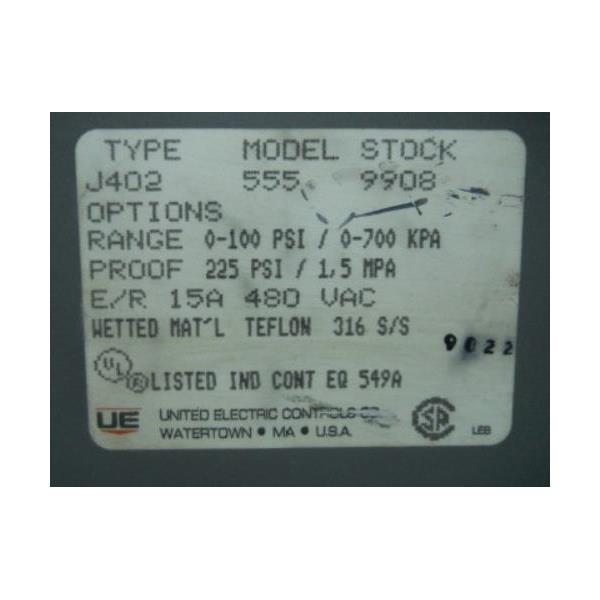 TYPE MODEL STOCK
J402 555 9908
OPTIONS
RANGE 0-100 PSI / 0-700 KPA
PROOF 225 PSI / 1,5 MPA
E/R 15A 480 VAC
WETTED MAT'L TEFLON 316 S/S
9022
UL ® LISTED IND CONT EQ 549A
UE UNITED ELECTRIC CONTROLS CO.
WATERTOWN • MA • U.S.A.
SA
LEB